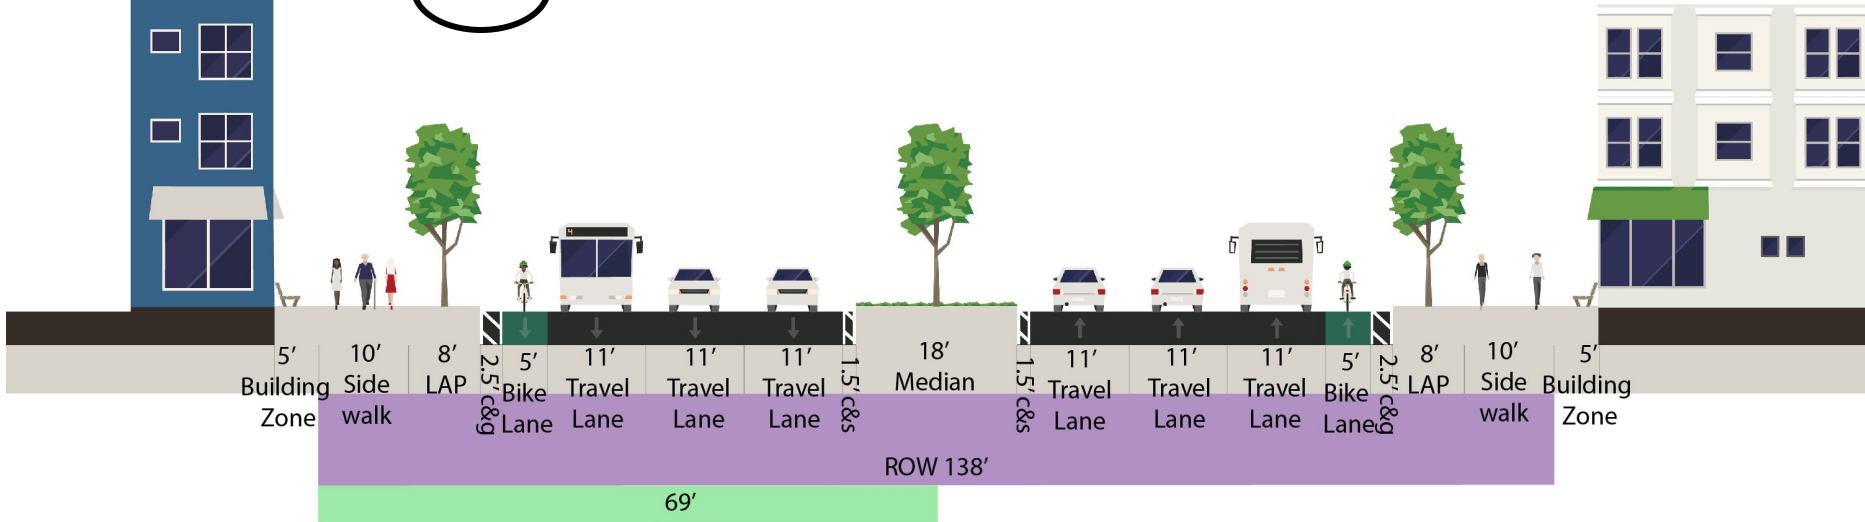 4
5’
Building
Zone
10’
Side
walk
8’
LAP
2.5’ c&g
5’
Bike
Lane
11’
Travel
Lane
11’
Travel
Lane
11’
Travel
Lane
1.5’ c&s
18’
Median
1.5’ c&s
11’
Travel
Lane
11’
Travel
Lane
11’
Travel
Lane
5’
Bike
Lane
2.5’ c&g
8’
LAP
10’
Side
walk
5’
Building
Zone
ROW 138’
69’